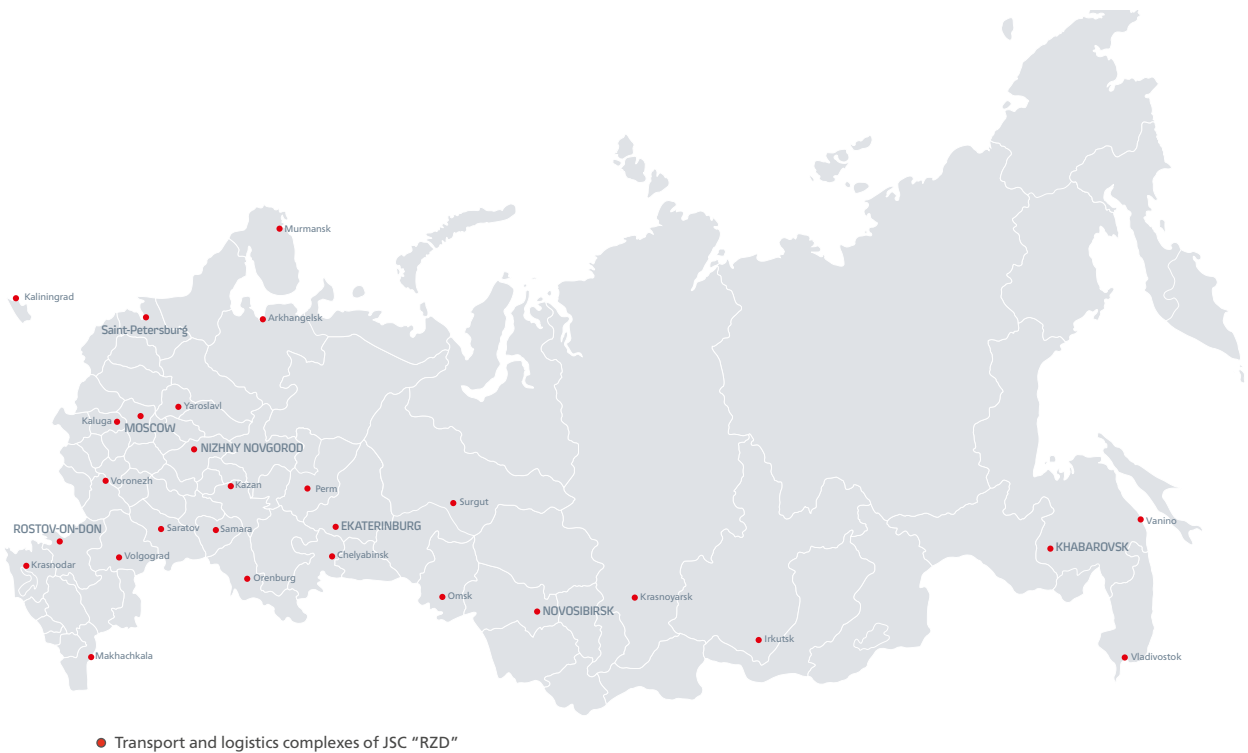 Murmansk
Kaliningrad
Saint-Petersburg
Arkhangelsk
Yaroslavl
Kaluga
MOSCOW
NIZHNY NOVGOROD
Voronezh
Kazan
Perm
Surgut
ROSTOV-ON-DON
Saratov
Samara
EKATERINBURG
Vanino
KHABAROVSK
Volgograd
Chelyabinsk
Krasnodar
Orenburg
Omsk
NOVOSIBIRSK
Krasnoyarsk
Irkutsk
Makhachkala
Vladivostok
Transport and logistics complexes of JSC “RZD”